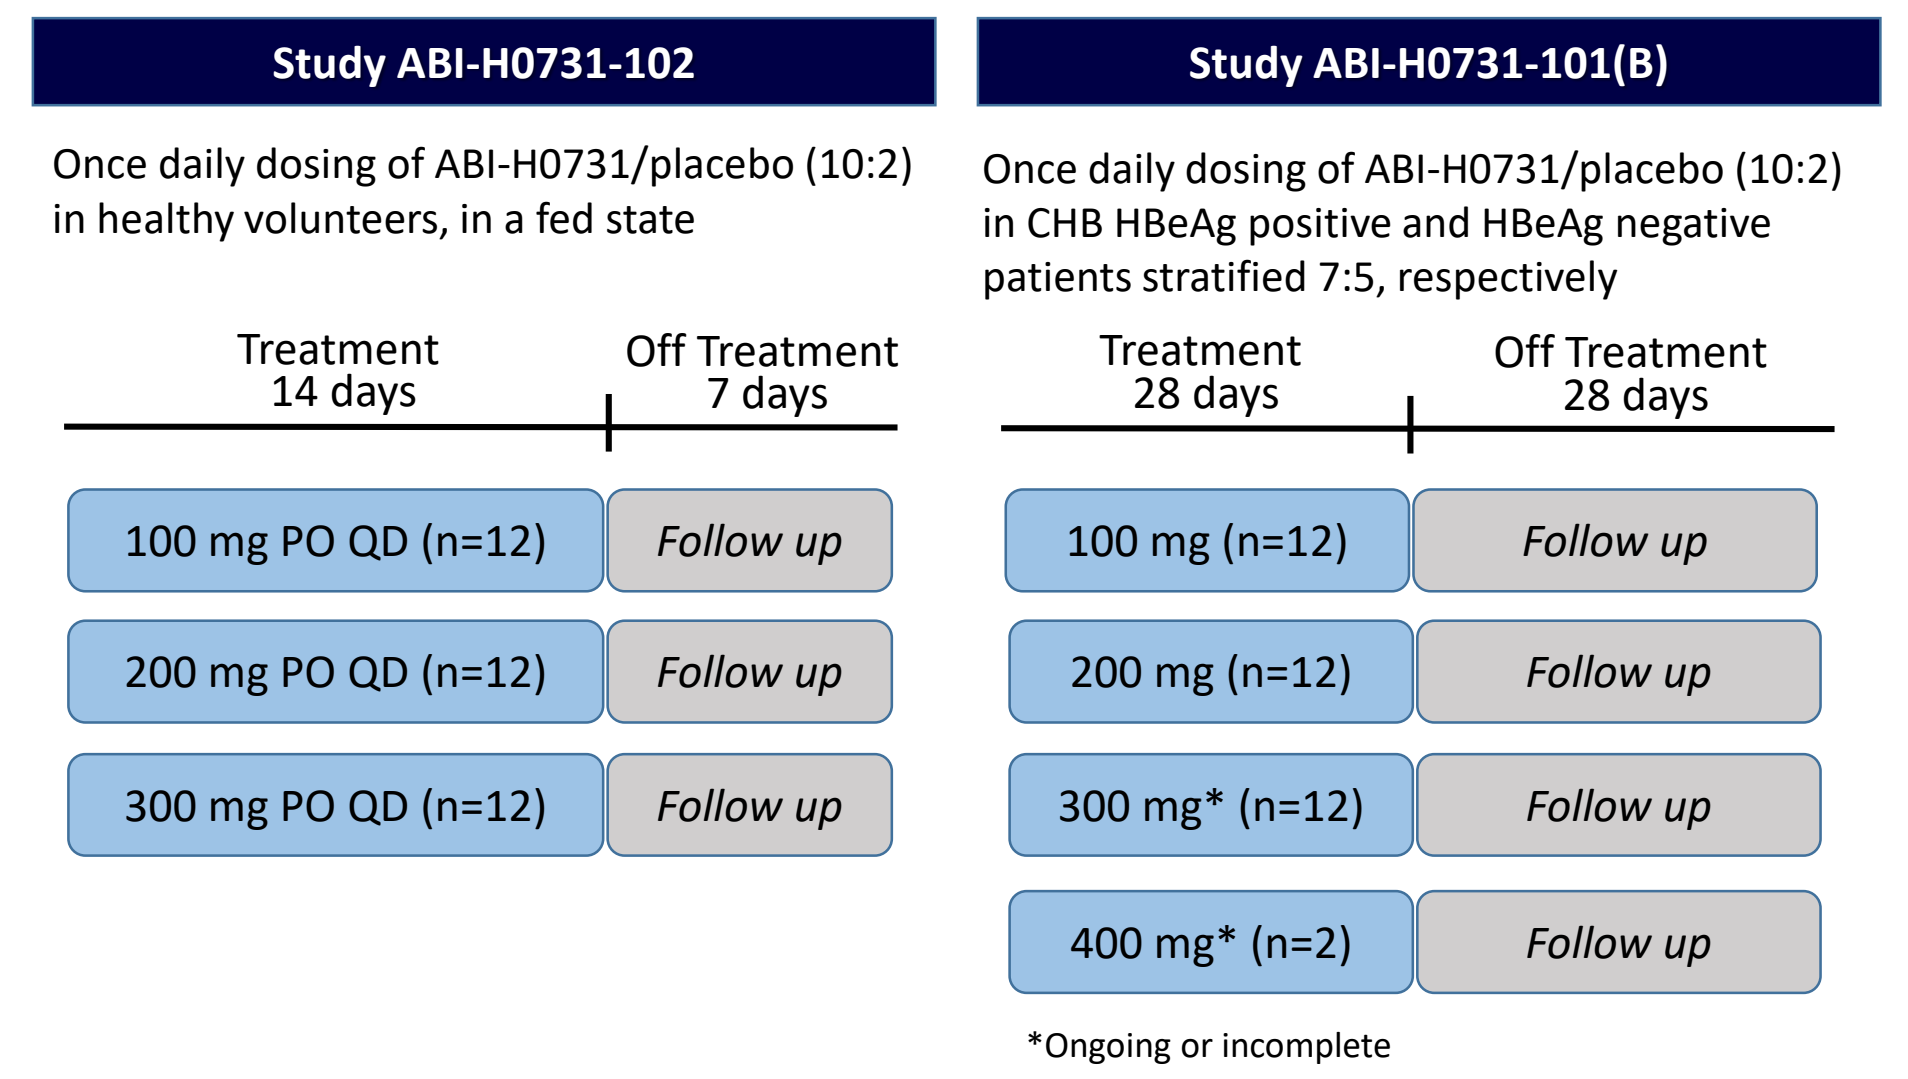 Study ABI-H0731-102
Once daily dosing of ABI-H0731/placebo (10:2)
in healthy volunteers, in a fed state
Treatment
14 days
Off Treatment
7 days
100 mg PO QD (n=12)
Follow up
200 mg PO QD (n=12)
Follow up
300 mg PO QD (n=12)
Follow up
Study ABI-H0731-101(B)
Once daily dosing of ABI-H0731/placebo (10:2)
in CHB HBeAg positive and HBeAg negative
patients stratified 7:5, respectively
Treatment
28 days
Off Treatment
28 days
100 mg (n=12)
Follow up
200 mg (n=12)
Follow up
300 mg* (n=12)
Follow up
400 mg* (n=2)
Follow up
*Ongoing or incomplete